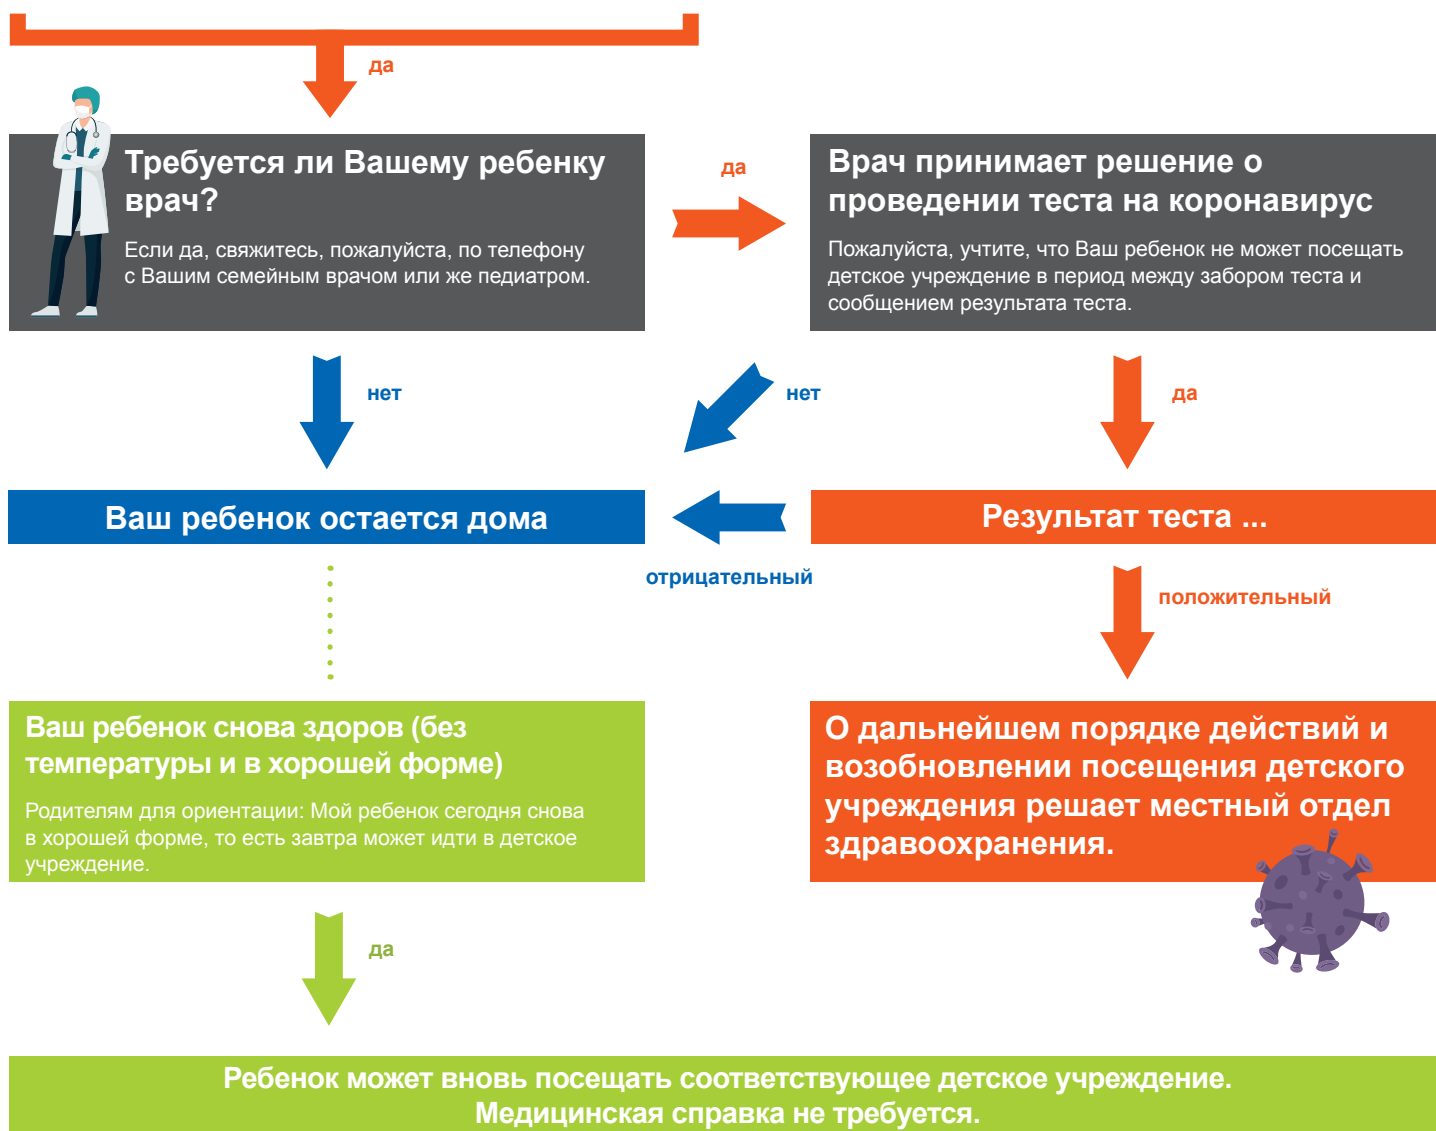 да
Требуется ли Вашему ребенку
врач?
Если да, свяжитесь, пожалуйста, по телефону
с Вашим семейным врачом или же педиатром.
да
Врач принимает решение о
проведении теста на коронавирус
Пожалуйста, учтите, что Ваш ребенок не может посещать
детское учреждение в период между забором теста и
сообщением результата теста.
нет
нет
да
Ваш ребенок остается дома
Результат теста ...
отрицательный
положительный
Ваш ребенок снова здоров (без
температуры и в хорошей форме)
Родителям для ориентации: Мой ребенок сегодня снова
в хорошей форме, то есть завтра может идти в детское
учреждение.
О дальнейшем порядке действий и
возобновлении посещения детского
учреждения решает местный отдел
здравоохранения.
да
Ребенок может вновь посещать соответствующее детское учреждение.
Медицинская справка не требуется.